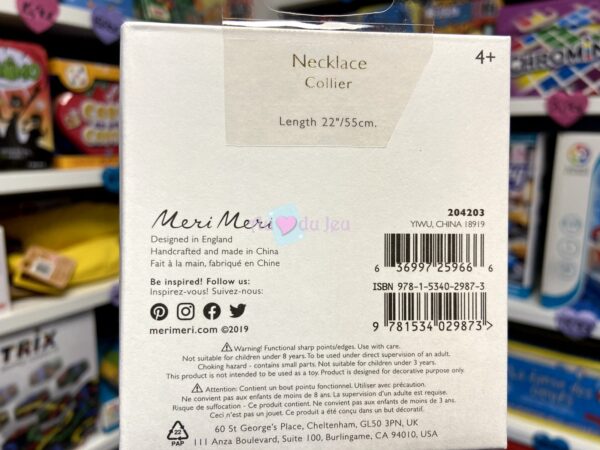 Necklace
Collier
4+
Length 22"/55cm.
CHROMINO
TRIX
Meri Meri
du Jeu
Designed in England
Handcrafted and made in China
Fait à la main, fabriqué en Chine
Be inspired! Follow us:
Inspirez-vous! Suivez-nous:
merimeri.com ©2019
204203
YIWU, CHINA 18919
6 36997 25966 6
ISBN 978-1-5340-2987-3
9 781534 029873 >
Warning! Functional sharp points/edges. Use with care.
Not suitable for children under 8 years. To be used under direct supervision of an adult.
Choking hazard - contains small parts. Not suitable for children under 3 years.
This product is not intended to be used as a toy. Product is designed for decorative purpose only.
Attention: Contient un bout pointu fonctionnel. Utiliser avec précaution.
Ne convient pas aux enfants de moins de 8 ans. La supervision d'un adulte est requise.
Risque de suffocation - Ce produit contient. Ne convient pas aux enfants de moins de 3 ans.
Ceci n'est pas un jouet. Ce produit a été conçu dans un but décoratif.
22
PAP
60 St George's Place, Cheltenham, GL50 3PN, UK
111 Anza Boulevard, Suite 100, Burlingame, CA 94010, USA